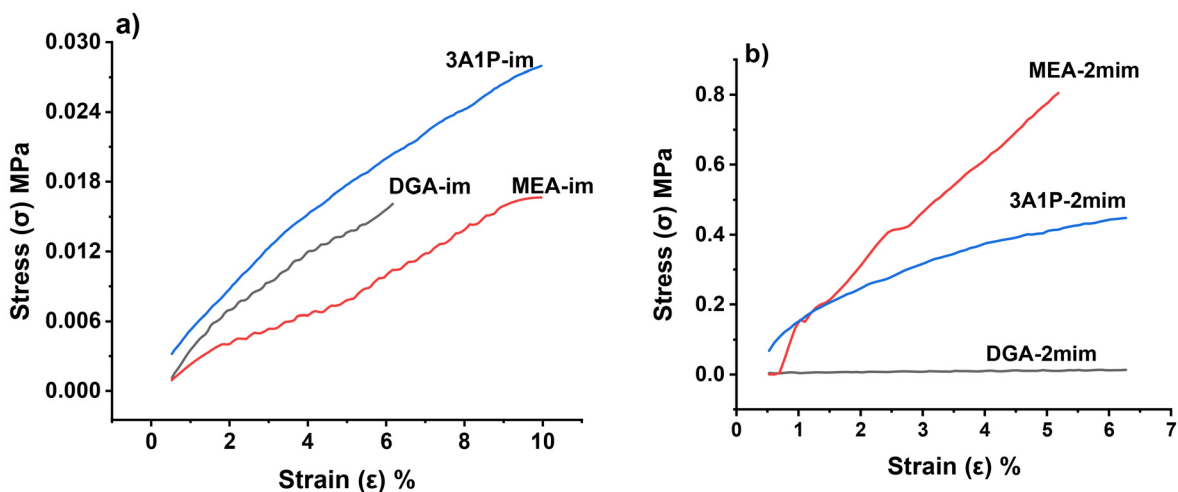 a)
0.030
0.024
0.018
0.012
0.006
0.000
Stress (σ) MPa
3A1P-im
DGA-im
MEA-im
0
2
4
6
8
10
Strain (ε) %
b)
0.8
0.6
0.4
0.2
0.0
Stress (σ) MPa
MEA-2mim
3A1P-2mim
DGA-2mim
0
1
2
3
4
5
6
7
Strain (ε) %